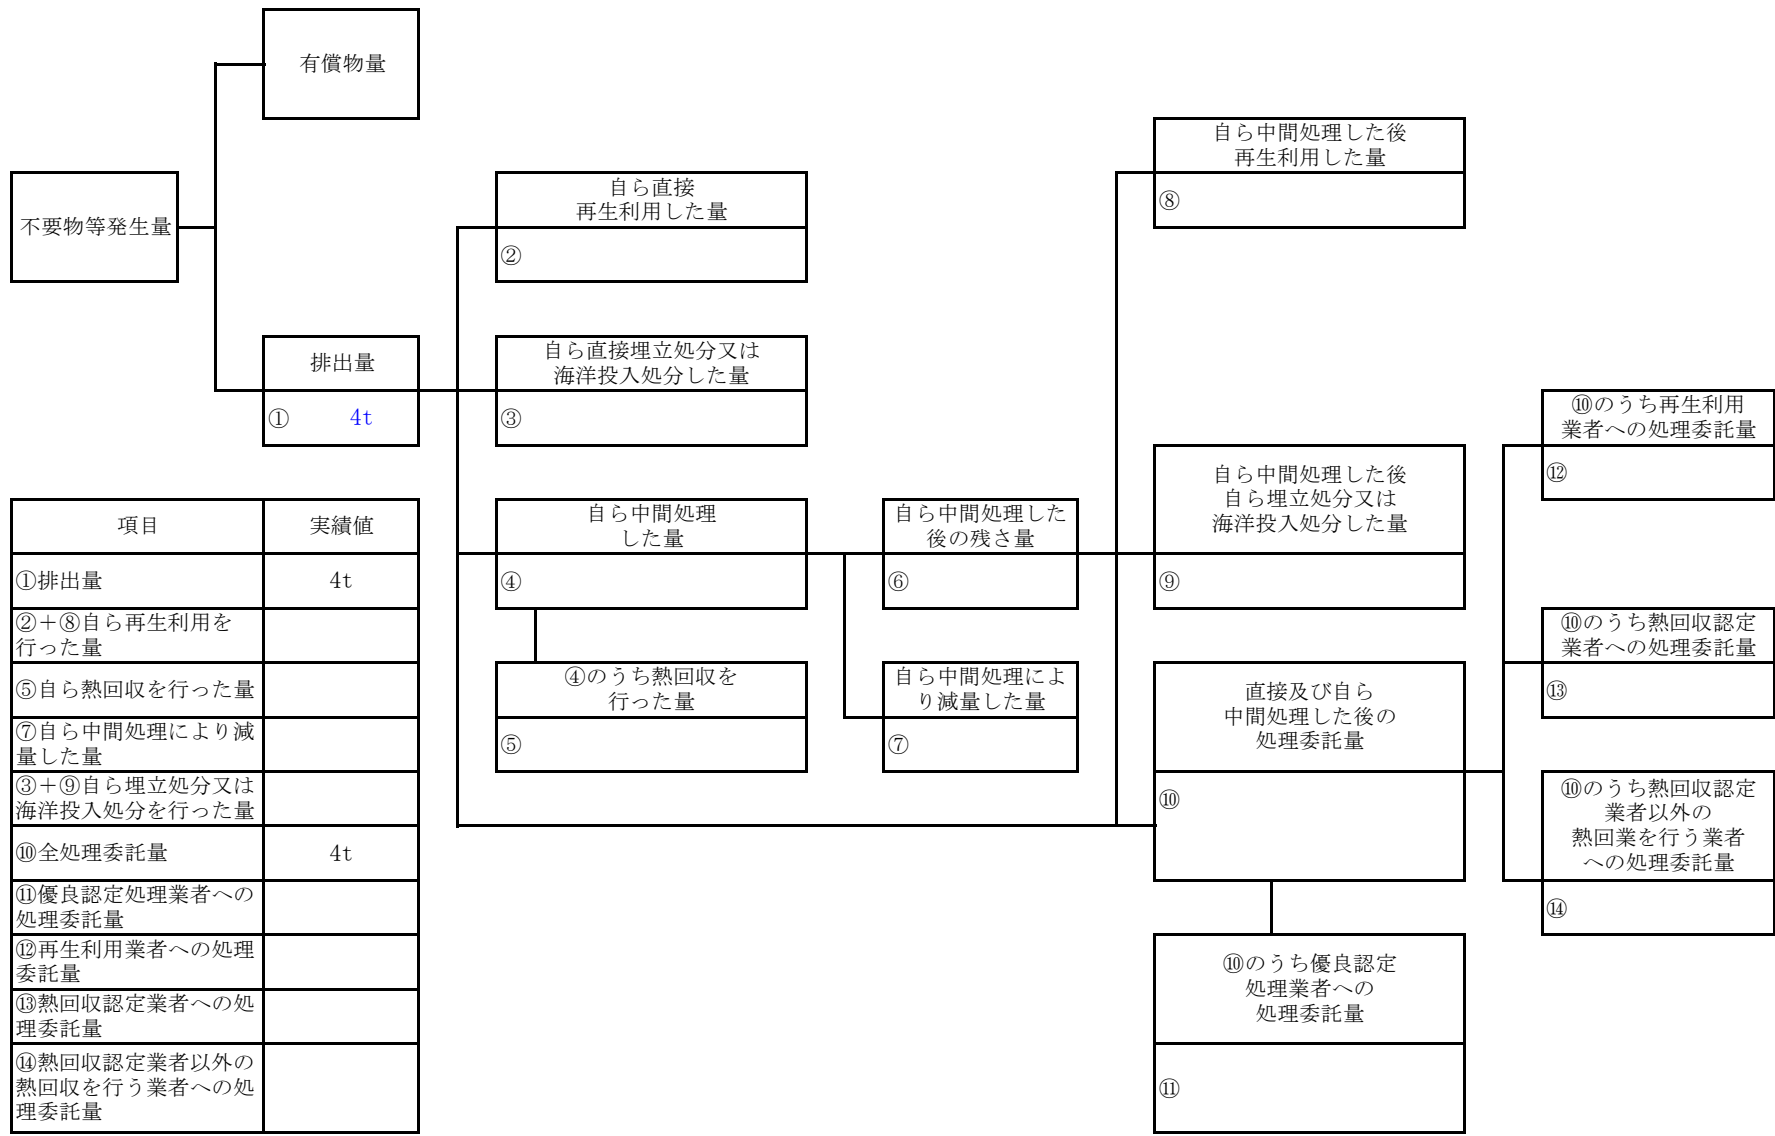 有償物量
不要物等発生量
排出量
① 4t
自ら直接
再生利用した量
②
自ら直接埋立処分又は
海洋投入処分した量
③
自ら中間処理
した量
④
④のうち熱回収を
行った量
⑤
自ら中間処理した
後の残さ量
⑥
自ら中間処理によ
り減量した量
⑦
自ら中間処理した後
再生利用した量
⑧
自ら中間処理した後
自ら埋立処分又は
海洋投入処分した量
⑨
直接及び自ら
中間処理した後の
処理委託量
⑩
⑩のうち優良認定
処理業者への
処理委託量
⑪
⑩のうち再生利用
業者への処理委託量
⑫
⑩のうち熱回収認定
業者への処理委託量
⑬
⑩のうち熱回収認定
業者以外の
熱回業を行う業者
への処理委託量
⑭
項目 実績値
①排出量 4t
②＋⑧自ら再生利用を
行った量
⑤自ら熱回収を行った量
⑦自ら中間処理により減
量した量
③＋⑨自ら埋立処分又は
海洋投入処分を行った量
⑩全処理委託量 4t
⑪優良認定処理業者への
処理委託量
⑫再生利用業者への処理
委託量
⑬熱回収認定業者への処
理委託量
⑭熱回収認定業者以外の
熱回収を行う業者への処
理委託量